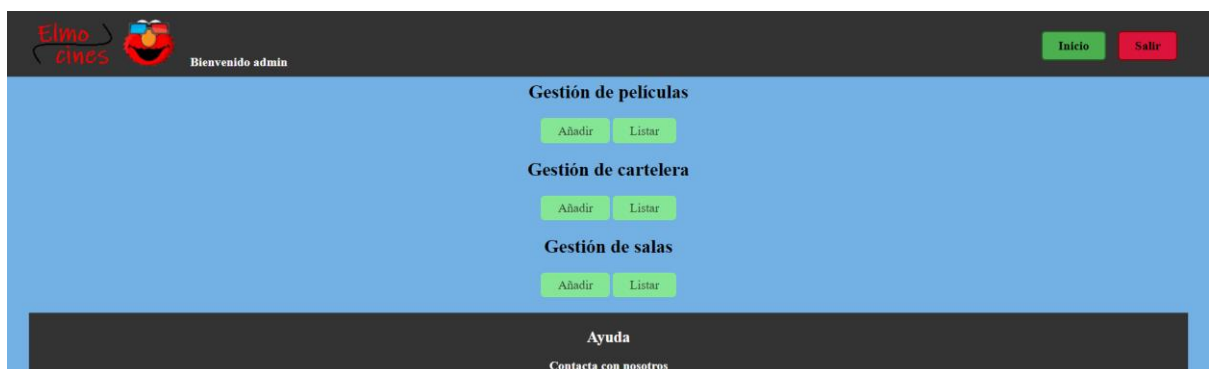 Elmo
cines
Bienvenido admin
Inicio
Salir
Gestión de películas
Añadir
Listar
Gestión de cartelera
Añadir
Listar
Gestión de salas
Añadir
Listar
Ayuda
Contacta con nosotros